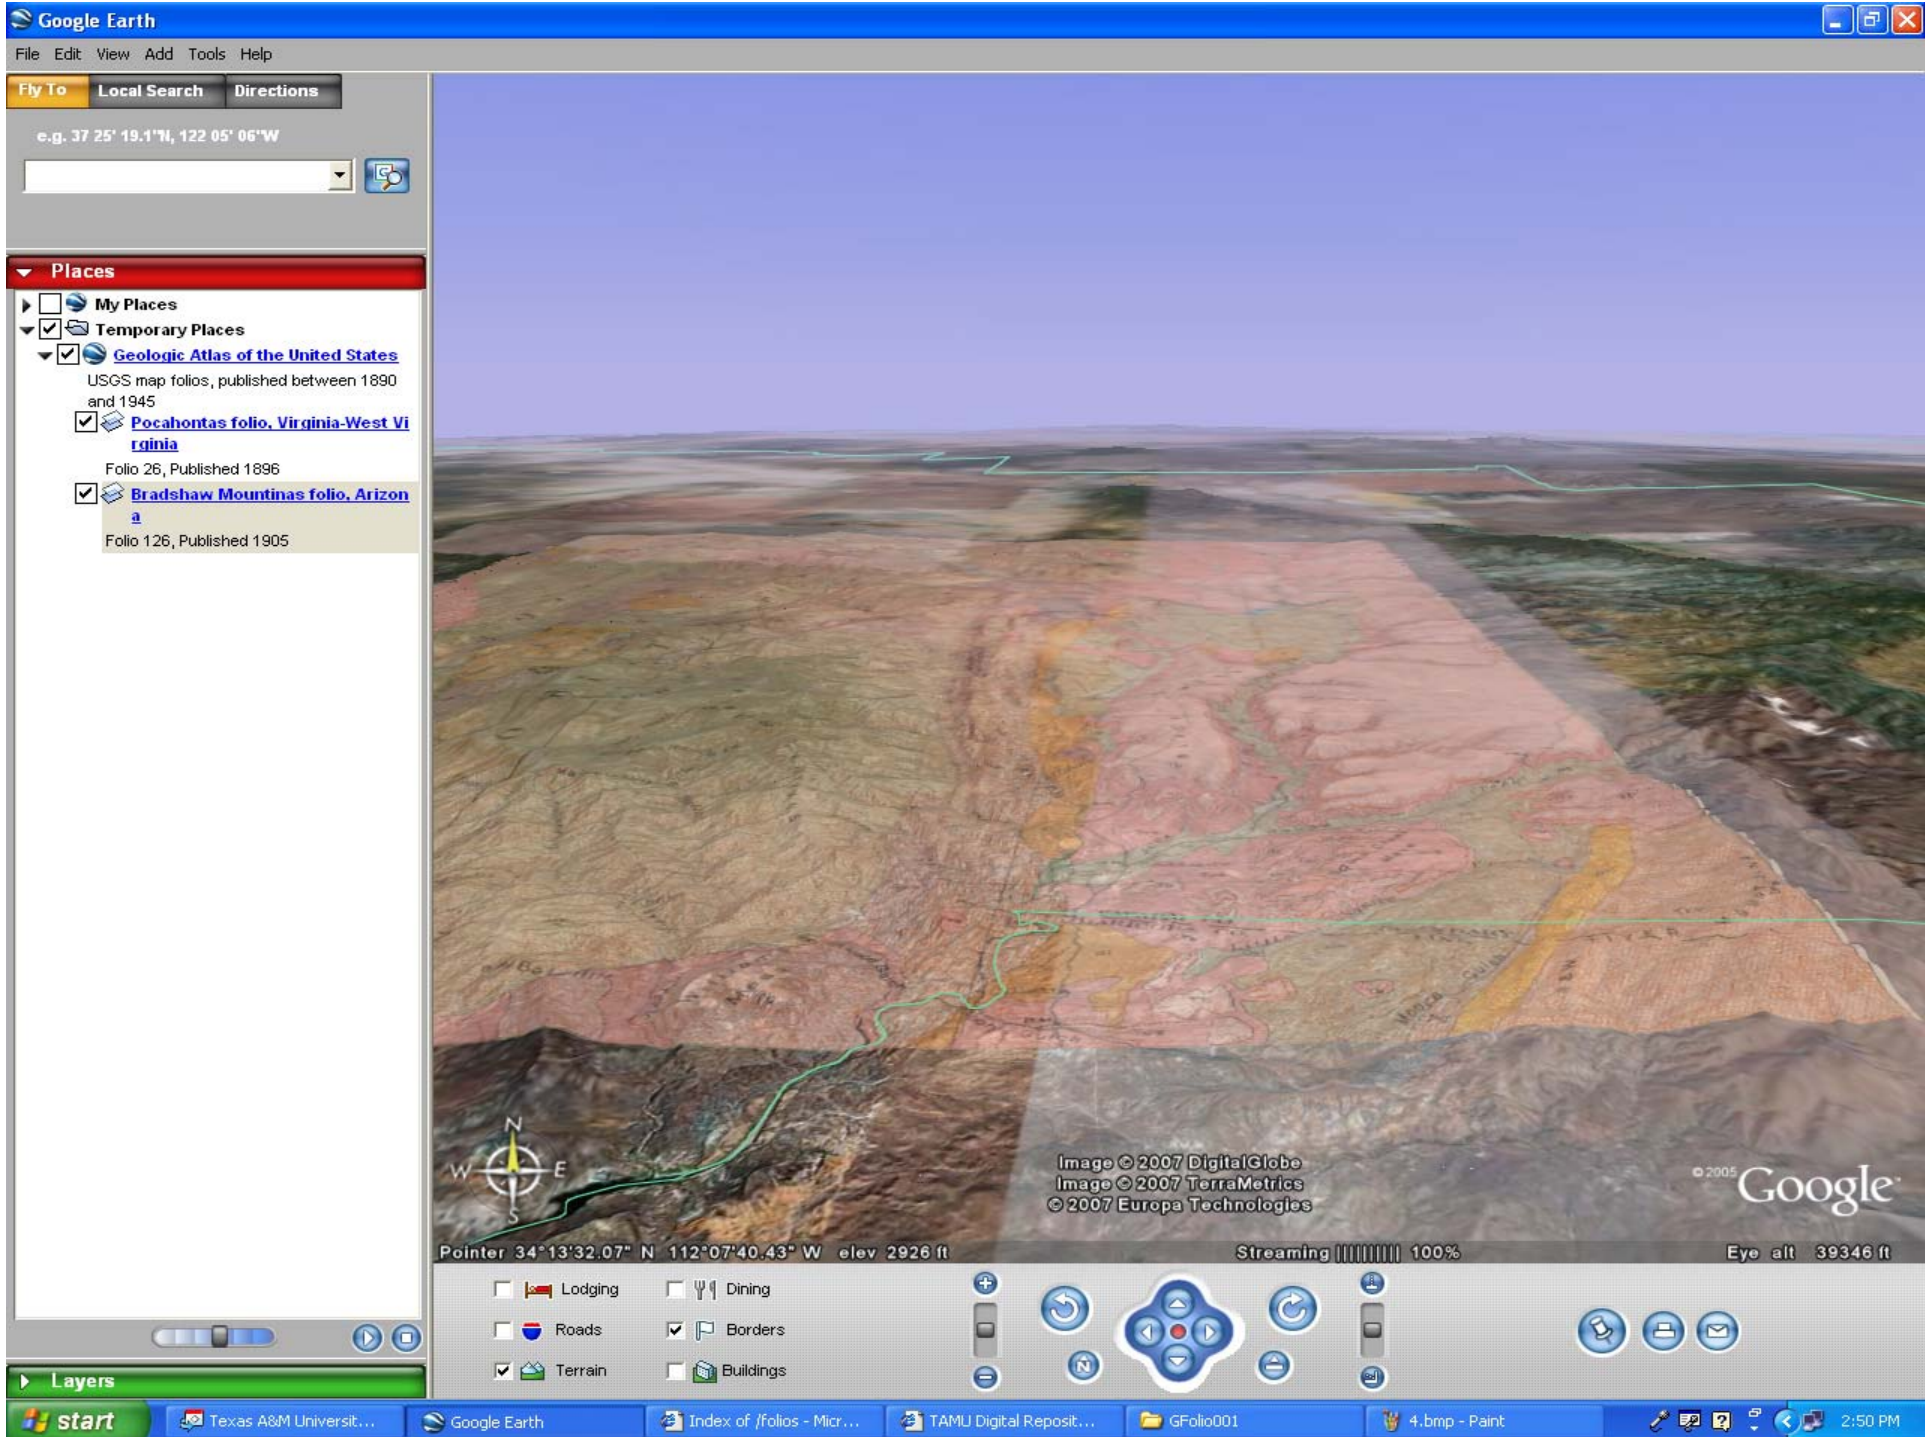 Google Earth
File Edit View Add Tools Help
Fly To Local Search Directions
e.g. 37 25' 19.1"N, 122 05' 06"W
Places
My Places
Temporary Places
Geologic Atlas of the United States
USGS map folios, published between 1890
and 1945
Pocahontas folio, Virginia-West Vi
rginia
Folio 26, Published 1896
Bradshaw Mountinas folio, Arizon
a
Folio 126, Published 1905
N
W E
S
Image © 2007 DigitalGlobe
Image © 2007 TerraMetrics
© 2007 Europa Technologies
© 2005 Google
Pointer 34°13'32.07" N 112°07'40.43" W elev 2926 ft Streaming |||||||||| 100% Eye alt 39346 ft
Lodging Dining
Roads Borders
Terrain Buildings
N
Layers
start Texas A&M Universit... Google Earth Index of /folios - Micr... TAMU Digital Reposit... GFolio001 4.bmp - Paint 2:50 PM